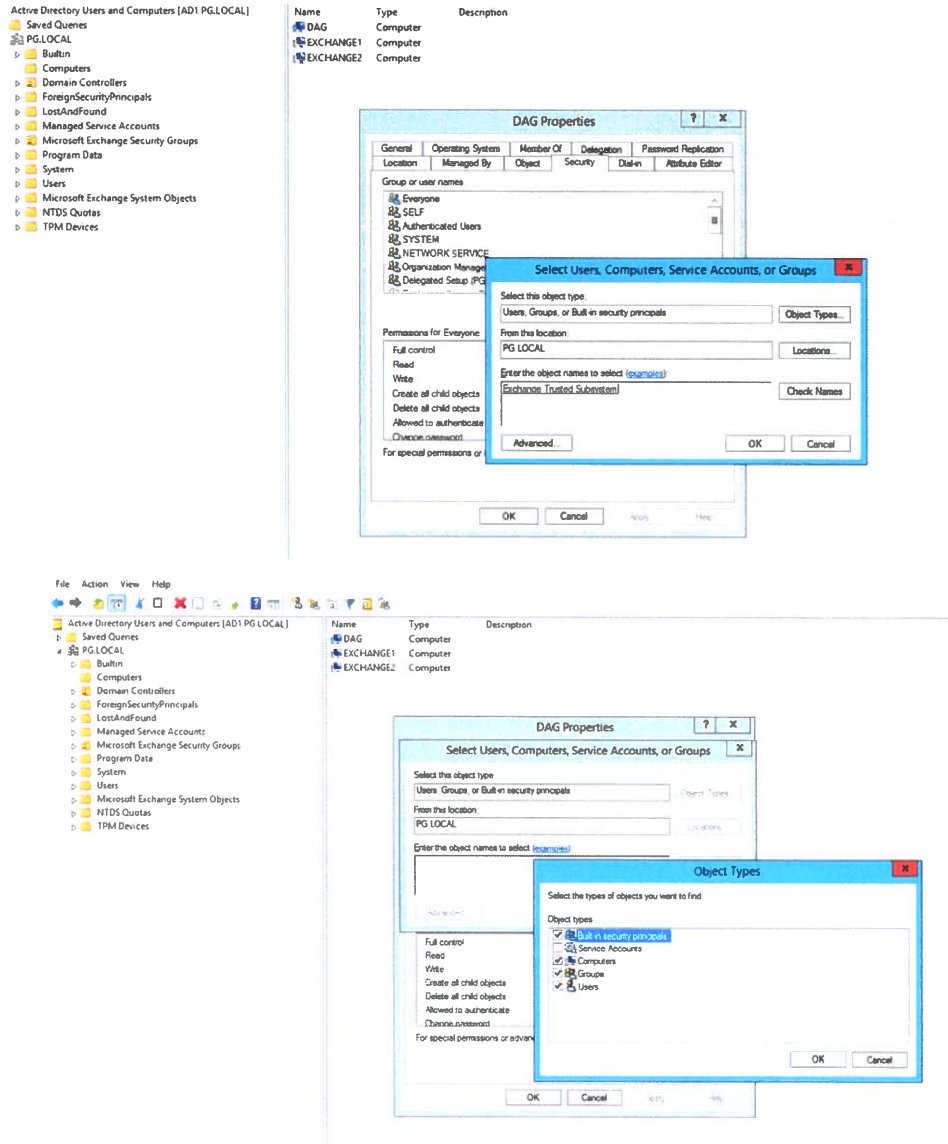 Active Directory Users and Computers [AD1 PG.LOCAL]
Saved Queries
PG.LOCAL
Builtin
Computers
Domain Controllers
ForeignSecurityPrincipals
LostAndFound
Managed Service Accounts
Microsoft Exchange Security Groups
Program Data
System
Users
Microsoft Exchange System Objects
NTDS Quotas
TPM Devices
Name Type Description
DAG Computer
EXCHANGE1 Computer
EXCHANGE2 Computer
DAG Properties ? x
General Operating System Member Of Delegation Password Replication
Location Managed By Object Security Dial-in Attribute Editor
Group or user names
Everyone
SELF
Authenticated Users
SYSTEM
NETWORK SERVICE
Organization Manage
Delegated Setup (PG
Permissions for Everyone
Full control
Read
Write
Create all child objects
Delete all child objects
Allowed to authenticate
Change password
For special permissions or
OK Cancel Apply Help
Select Users, Computers, Service Accounts, or Groups x
Select this object type:
Users, Groups, or Built-in security principals Object Types...
From this location:
PG LOCAL Locations...
Enter the object names to select (examples):
Exchange Trusted Subsystem Check Names
Advanced... OK Cancel
File Action View Help
Active Directory Users and Computers [AD1 PG LOCAL]
Saved Queries
PG.LOCAL
Builtin
Computers
Domain Controllers
ForeignSecurityPrincipals
LostAndFound
Managed Service Accounts
Microsoft Exchange Security Groups
Program Data
System
Users
Microsoft Exchange System Objects
NTDS Quotas
TPM Devices
Name Type Description
DAG Computer
EXCHANGE1 Computer
EXCHANGE2 Computer
DAG Properties ? x
Select Users, Computers, Service Accounts, or Groups x
Select this object type
Users, Groups, or Built-in security principals Object Types...
From this location:
PG LOCAL Locations...
Enter the object names to select (examples)
Advanced...
Full control
Read
Write
Create all child objects
Delete all child objects
Allowed to authenticate
Change password
For special permissions or advan
OK Cancel Apply Help
Object Types x
Select the types of objects you want to find
Object types
Built-in security principals
Service Accounts
Computers
Groups
Users
OK Cancel